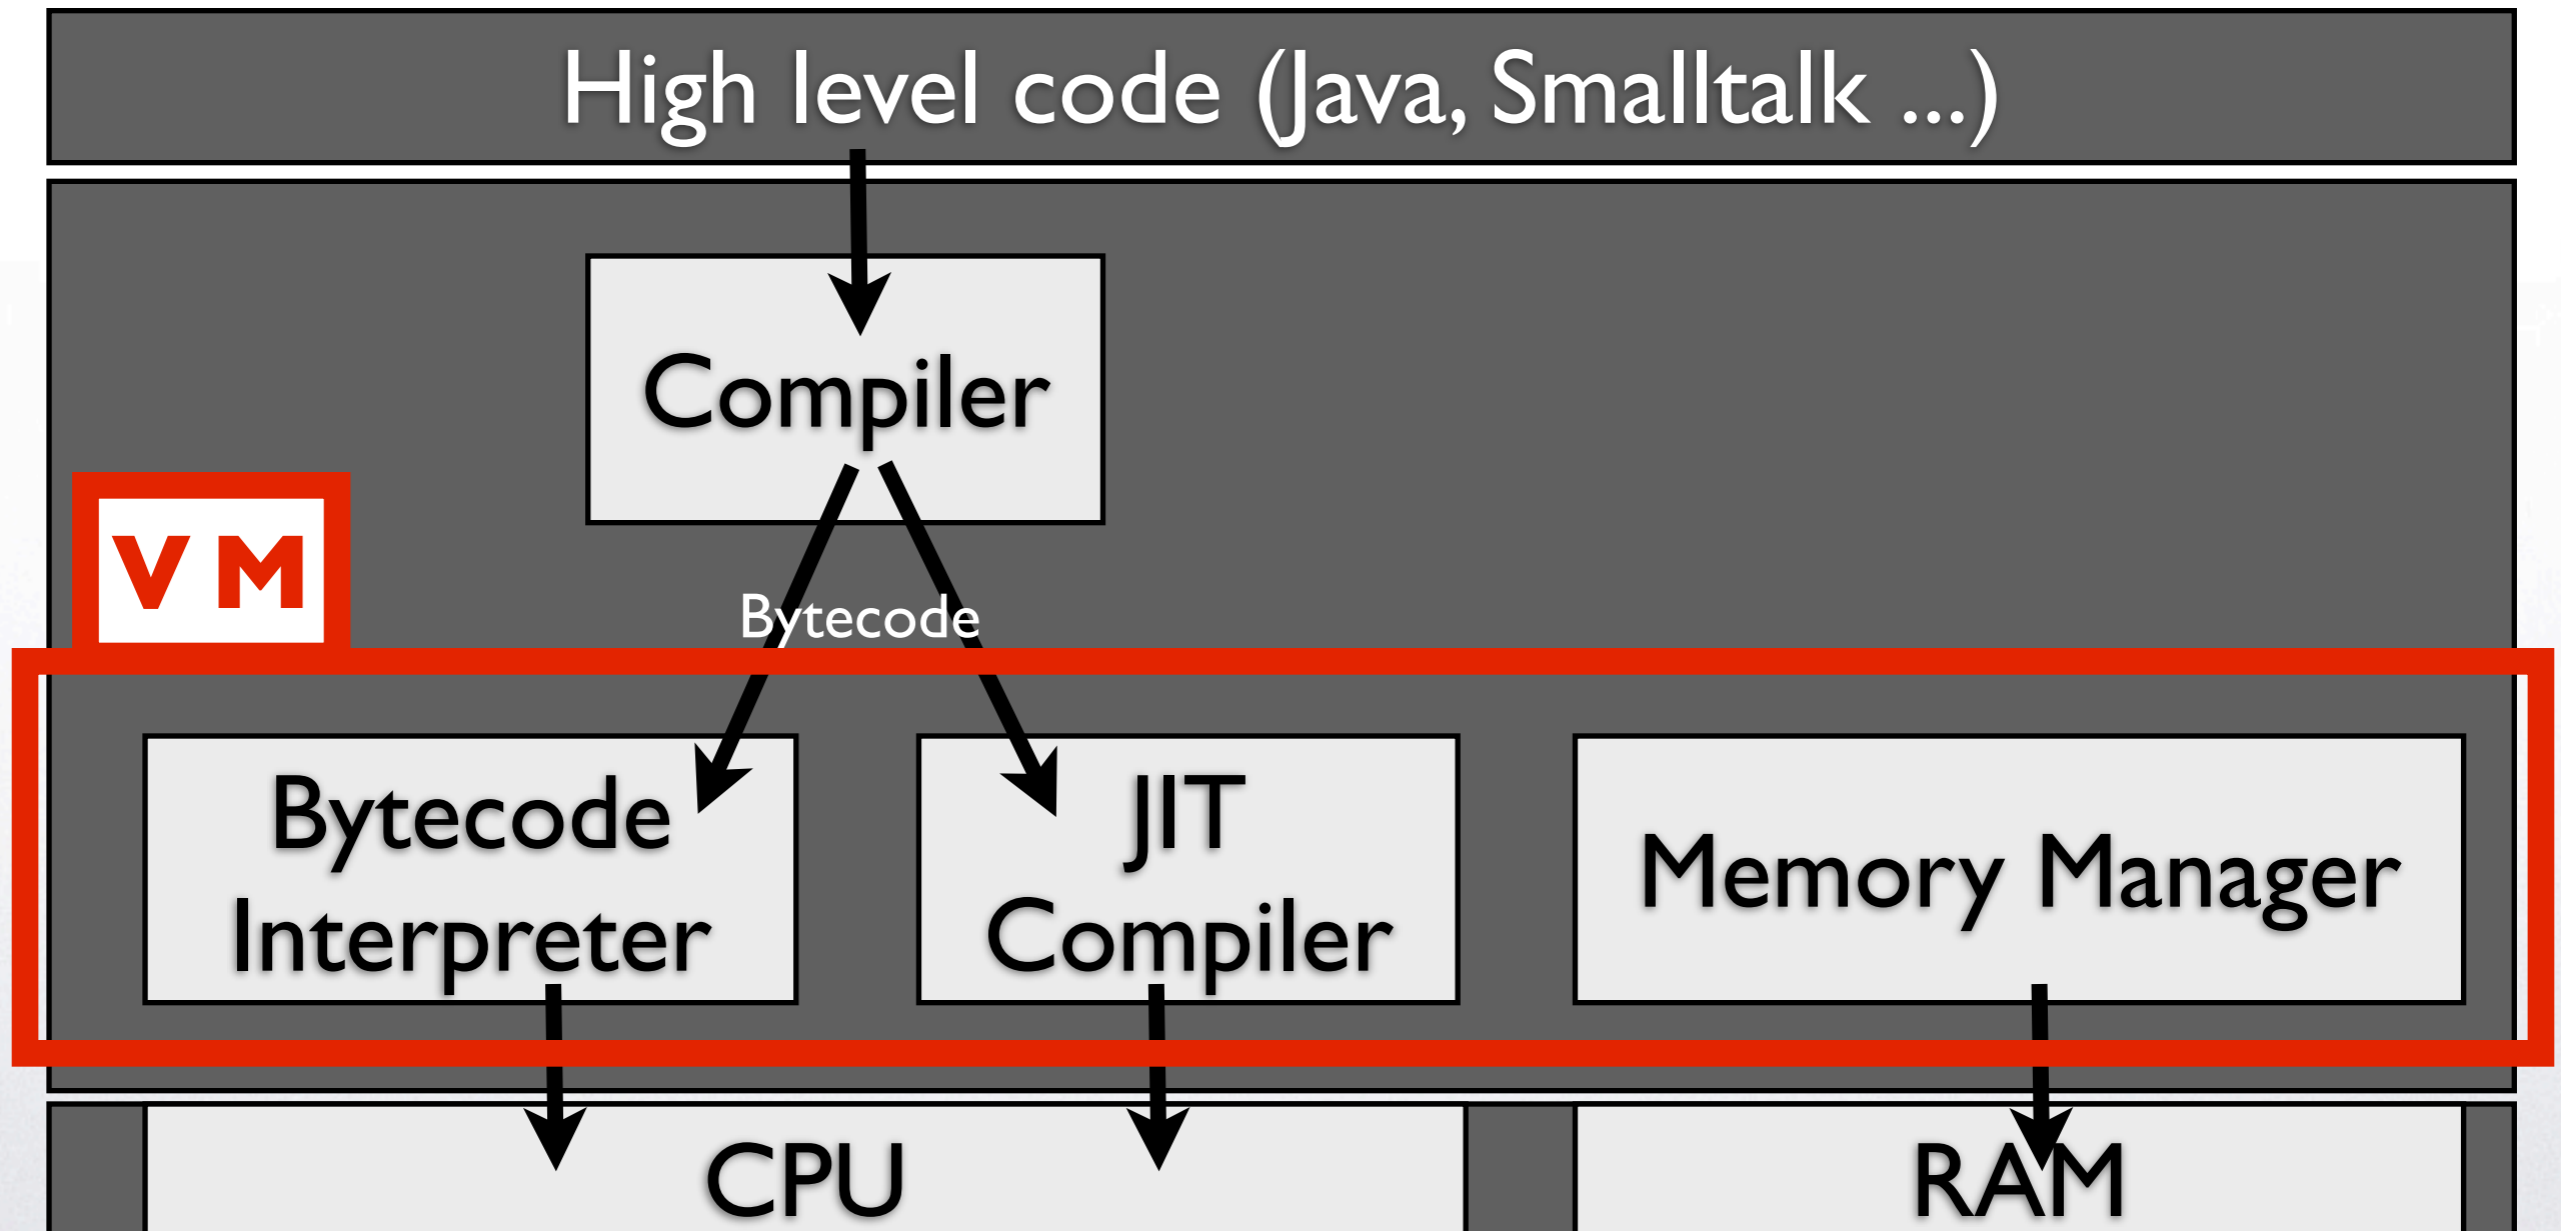 High level code (Java, Smalltalk ...)
Compiler
VM
Bytecode
Bytecode
Interpreter
JIT
Compiler
Memory Manager
CPU
RAM